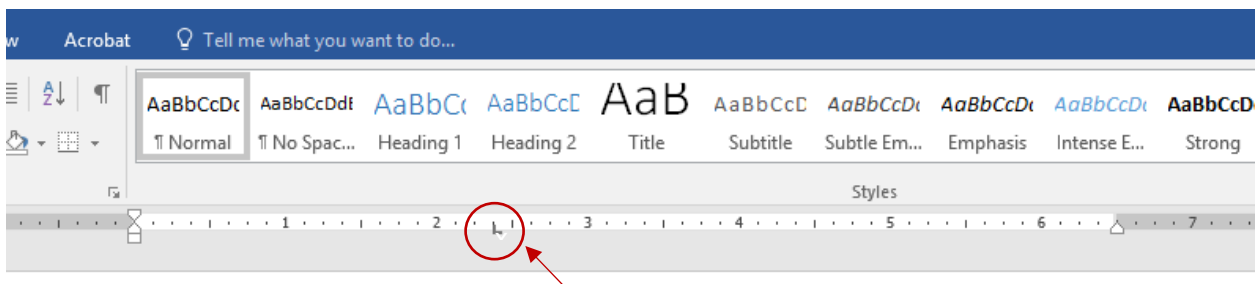 w Acrobat Tell me what you want to do...
A Z ¶
AaBbCcDc AaBbCcDdE AaBbC( AaBbCcE AaB AaBbCcD AaBbCcDc AaBbCcDc AaBbCcDc AaBbCcD
¶ Normal ¶ No Spac... Heading 1 Heading 2 Title Subtitle Subtle Em... Emphasis Intense E... Strong
Styles
1 2 3 4 5 6 7